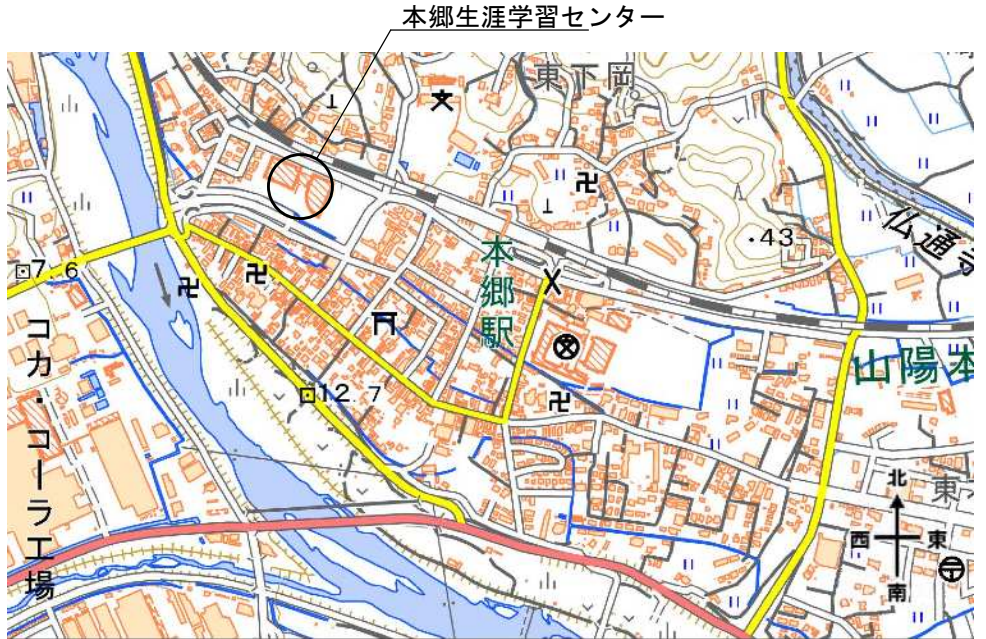 本郷生涯学習センター
東下岡
本郷駅
・43
仏通寺
7.6
コカ・コーラ工場
12.7
山陽本
北
東
西 東
南